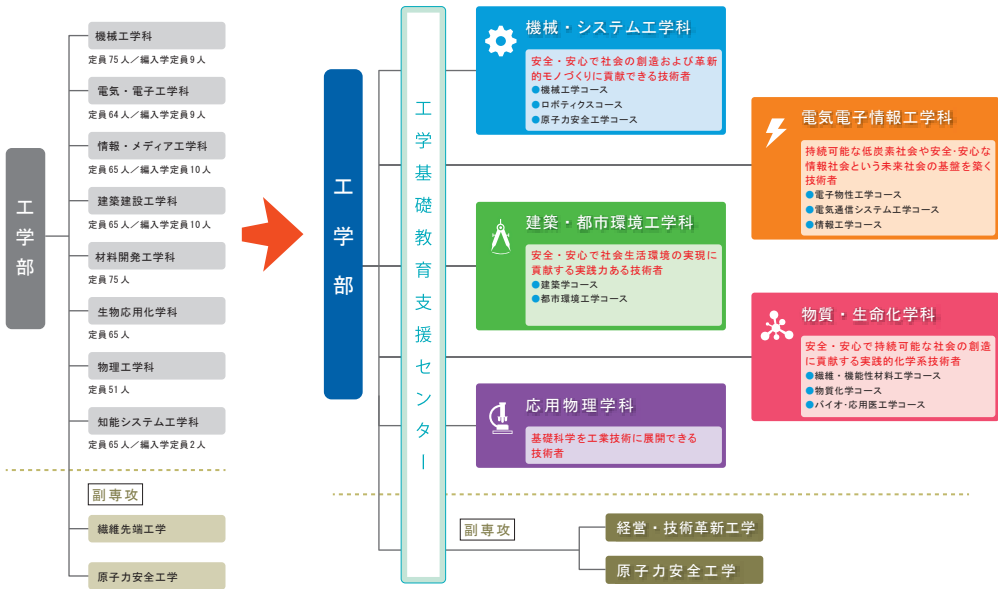 工学部
機械工学科
定員75人／編入学定員9人
電気・電子工学科
定員64人／編入学定員9人
情報・メディア工学科
定員65人／編入学定員10人
建築建設工学科
定員65人／編入学定員10人
材料開発工学科
定員75人
生物応用化学科
定員65人
物理工学科
定員51人
知能システム工学科
定員65人／編入学定員2人
副専攻
繊維先端工学
原子力安全工学
工学部
工学基礎教育支援センター
機械・システム工学科
安全・安心で社会の創造および革新
的モノづくりに貢献できる技術者
●機械工学コース
●ロボティクスコース
●原子力安全工学コース
電気電子情報工学科
持続可能な低炭素社会や安全・安心な
情報社会という未来社会の基盤を築く
技術者
●電子物性工学コース
●電気通信システム工学コース
●情報工学コース
建築・都市環境工学科
安全・安心で社会生活環境の実現に
貢献する実践力ある技術者
●建築学コース
●都市環境工学コース
物質・生命化学科
安全・安心で持続可能な社会の創造
に貢献する実践的化学系技術者
●繊維・機能性材料工学コース
●物質化学コース
●バイオ・応用医工学コース
応用物理学科
基礎科学を工業技術に展開できる
技術者
副専攻
経営・技術革新工学
原子力安全工学